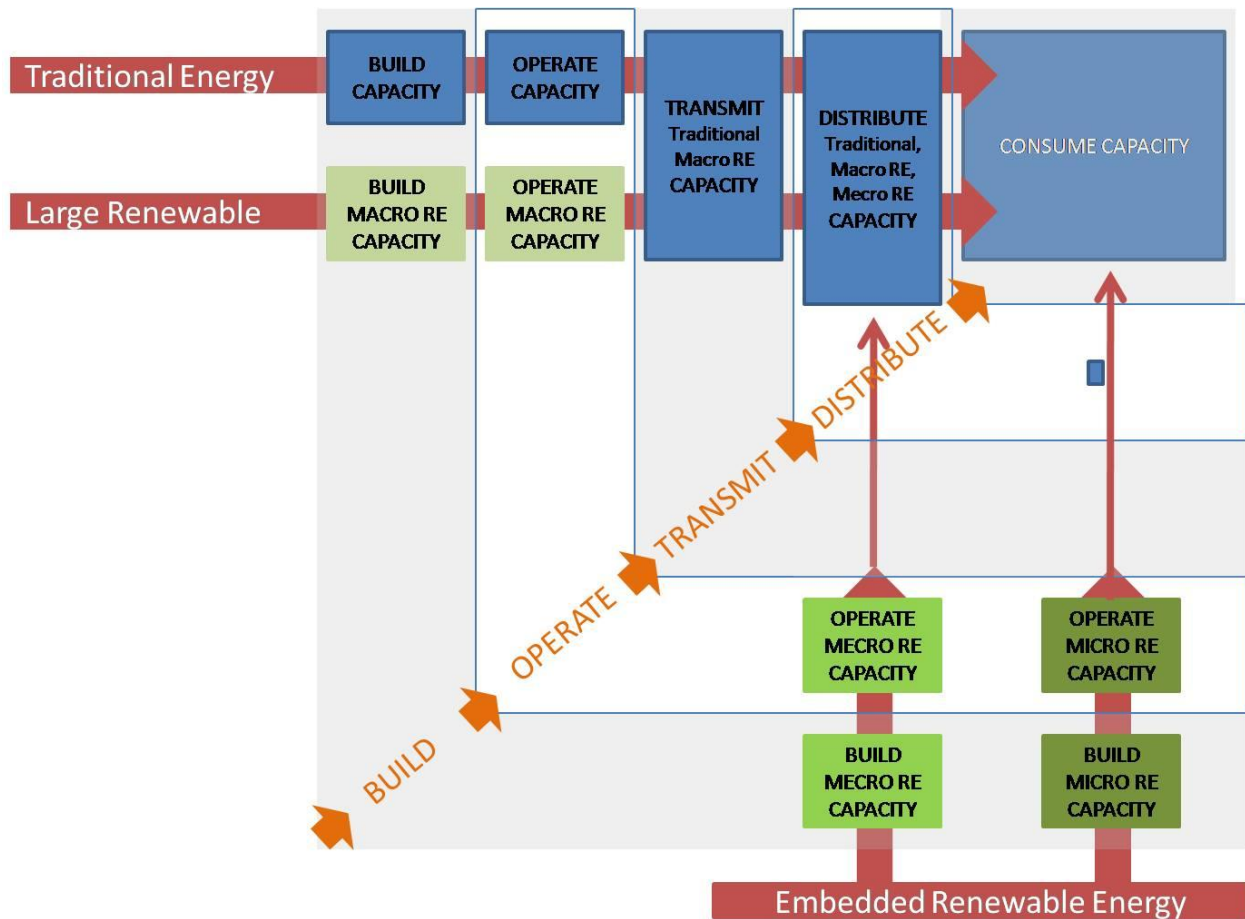 Traditional Energy
BUILD
CAPACITY
OPERATE
CAPACITY
TRANSMIT
Traditional
Macro RE
CAPACITY
DISTRIBUTE
Traditional,
Macro RE,
Mecro RE
CAPACITY
CONSUME CAPACITY
Large Renewable
BUILD
MACRO RE
CAPACITY
OPERATE
MACRO RE
CAPACITY
DISTRIBUTE
TRANSMIT
OPERATE
BUILD
OPERATE
MECRO RE
CAPACITY
OPERATE
MICRO RE
CAPACITY
BUILD
MECRO RE
CAPACITY
BUILD
MICRO RE
CAPACITY
Embedded Renewable Energy